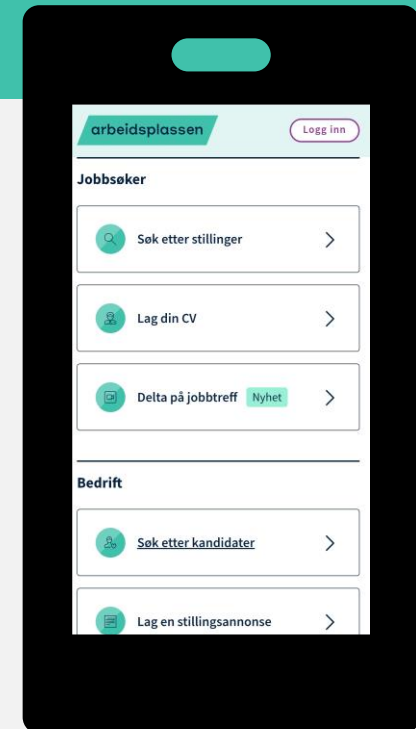 arbeidsplassen
Logg inn
Jobbsøker
Søk etter stillinger
Lag din CV
Delta på jobbtreff Nyhet
Bedrift
Søk etter kandidater
Lag en stillingsannonse